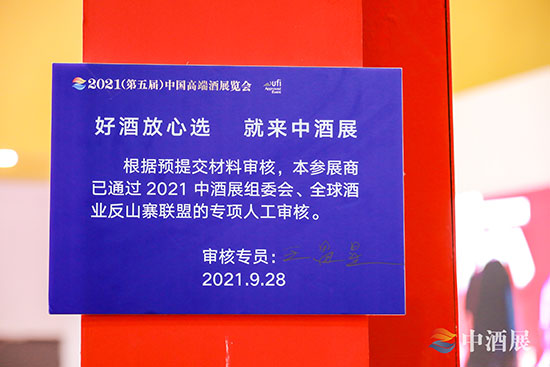 2021(第五届)中国高端酒展览会 ufi Approved Event
好酒放心选 就来中酒展
根据预提交材料审核，本参展商
已通过 2021 中酒展组委会、全球酒
业反山寨联盟的专项人工审核。
审核专员：
2021.9.28
中酒展